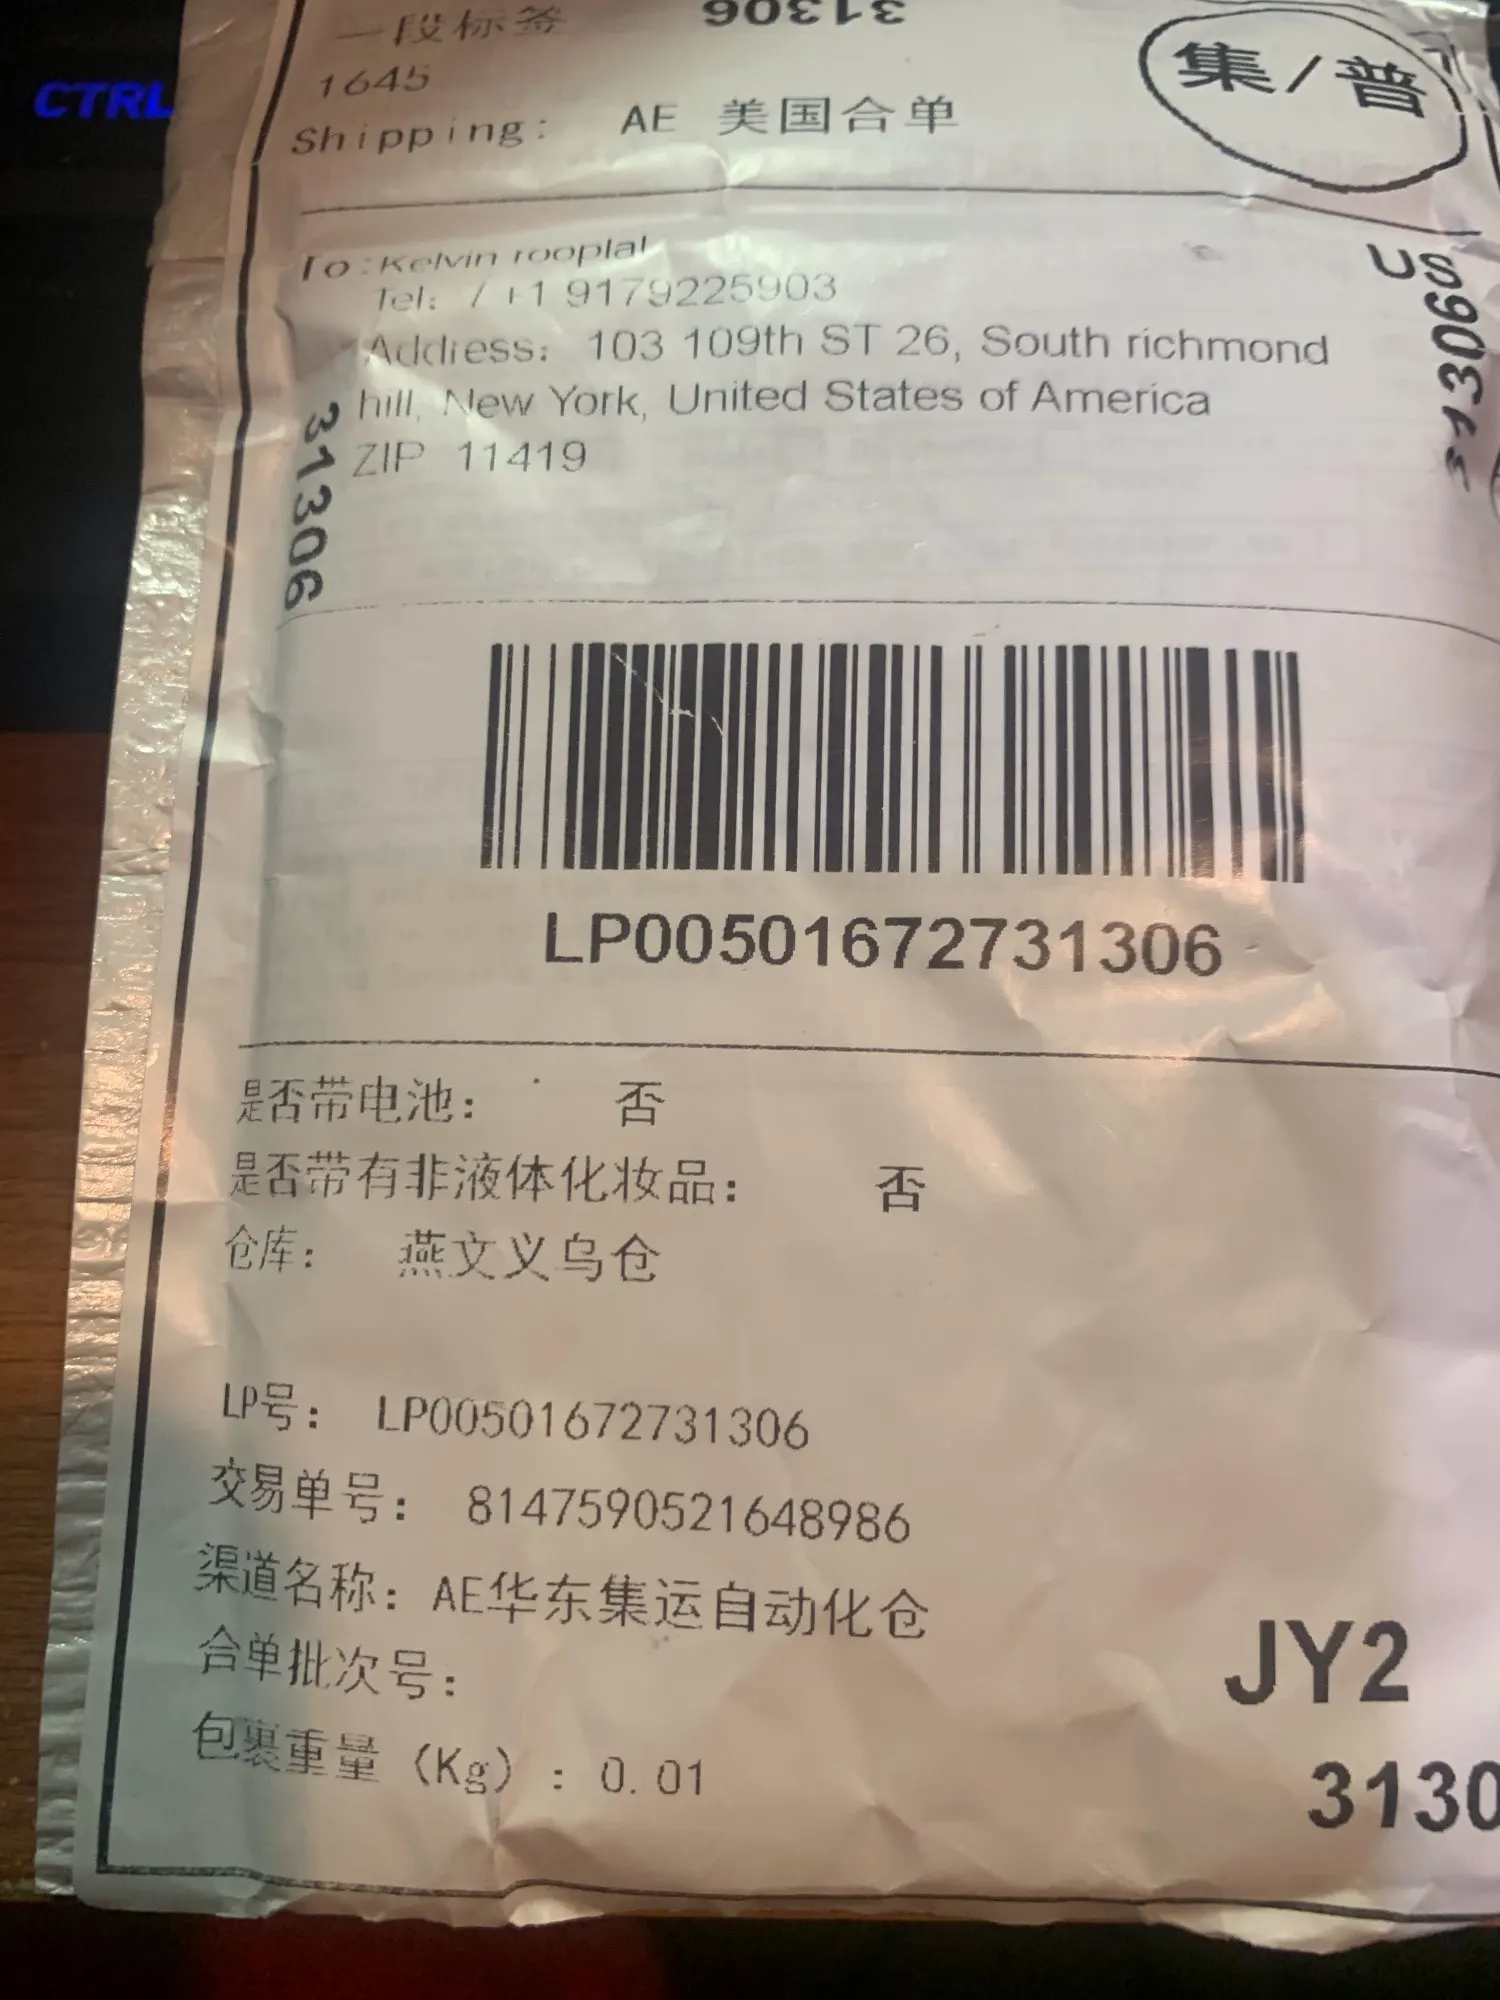 CTRL
一段标签
31306
集/普
1645
Shipping: AE 美国合单
To:Kelvin rooplal
Tel: / +1 9179225903
Address: 103 109th ST 26, South richmond
hill, New York, United States of America
ZIP 11419
31306
US
31306
LP00501672731306
是否带电池: 否
是否带有非液体化妆品: 否
仓库: 燕文义乌仓
LP号: LP00501672731306
交易单号: 8147590521648986
渠道名称: AE华东集运自动化仓
合单批次号:
包裹重量 (Kg) : 0.01
JY2
3130